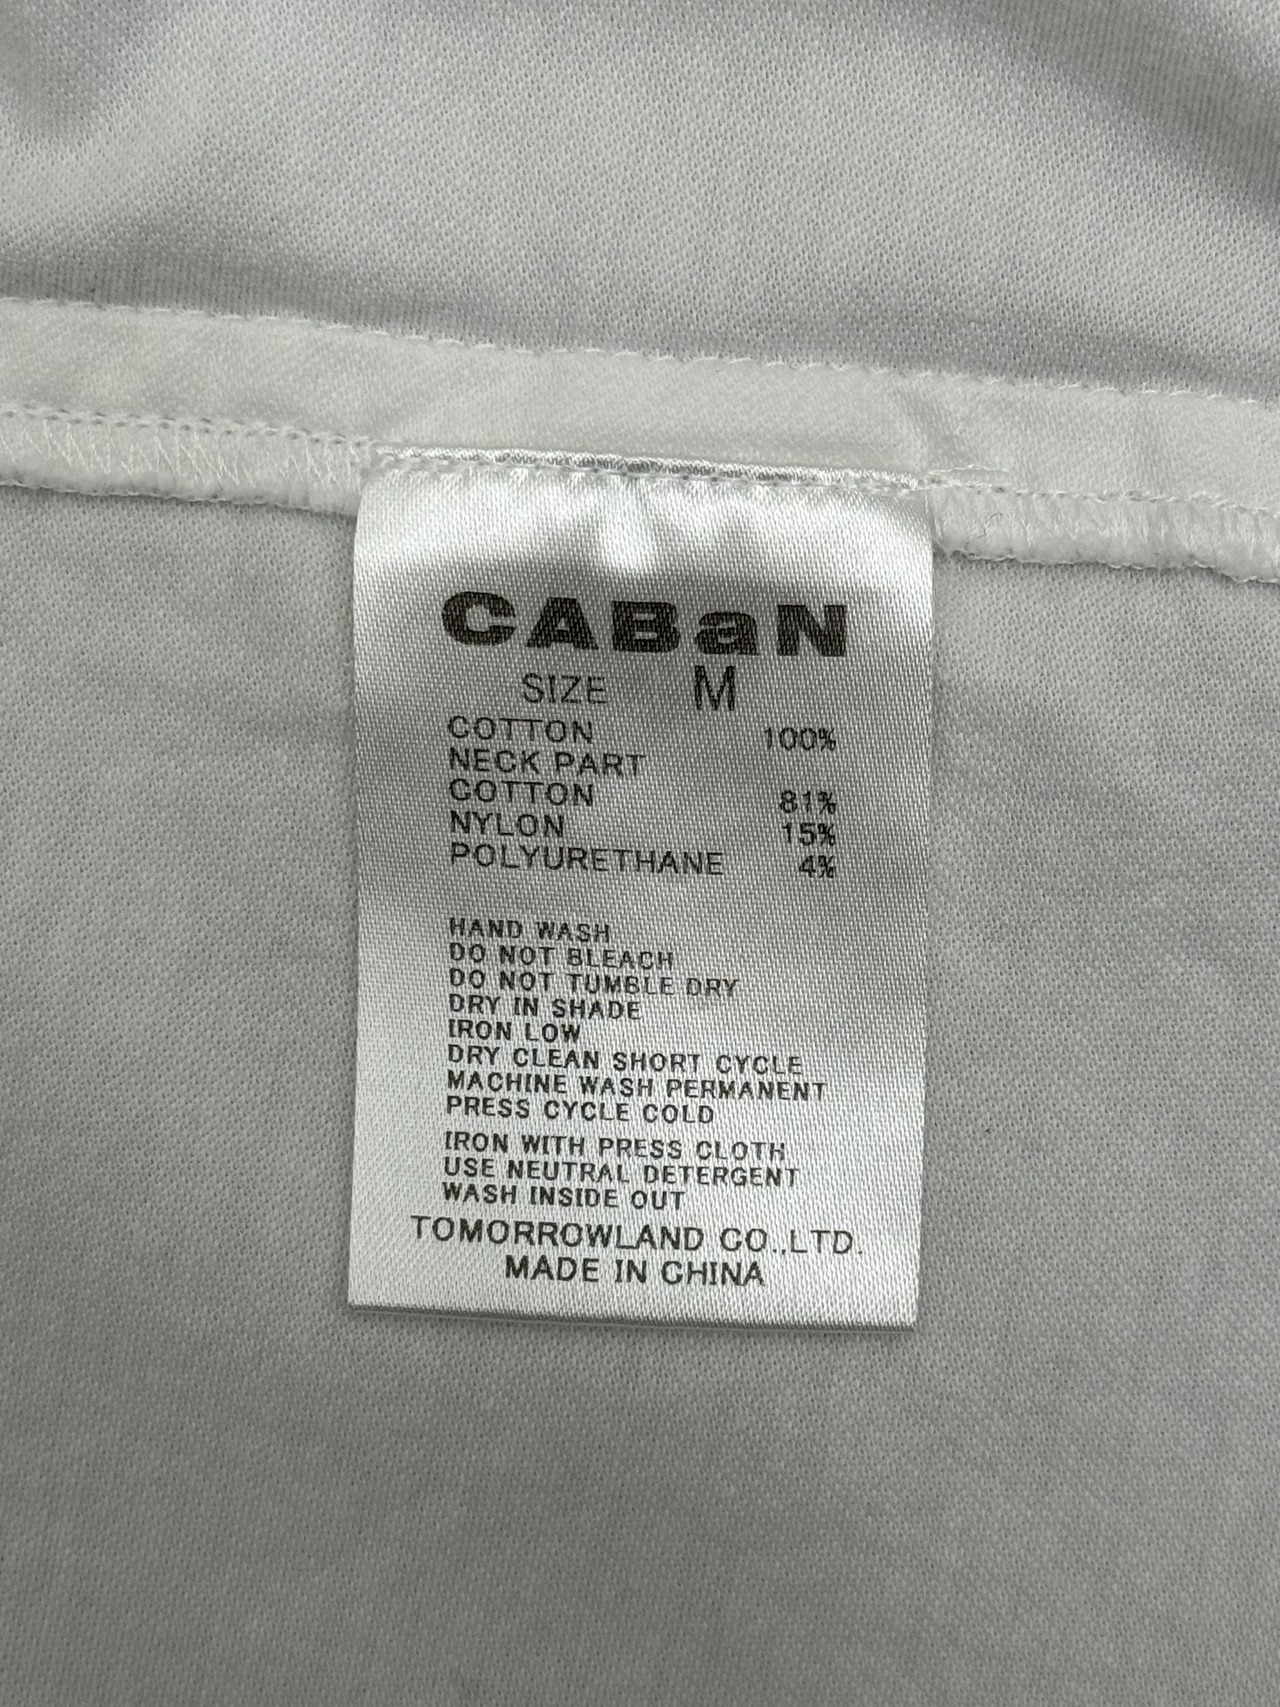 CABaN
SIZE M
COTTON 100%
NECK PART
COTTON 81%
NYLON 15%
POLYURETHANE 4%
HAND WASH
DO NOT BLEACH
DO NOT TUMBLE DRY
DRY IN SHADE
IRON LOW
DRY CLEAN SHORT CYCLE
MACHINE WASH PERMANENT
PRESS CYCLE COLD
IRON WITH PRESS CLOTH
USE NEUTRAL DETERGENT
WASH INSIDE OUT
TOMORROWLAND CO.,LTD.
MADE IN CHINA